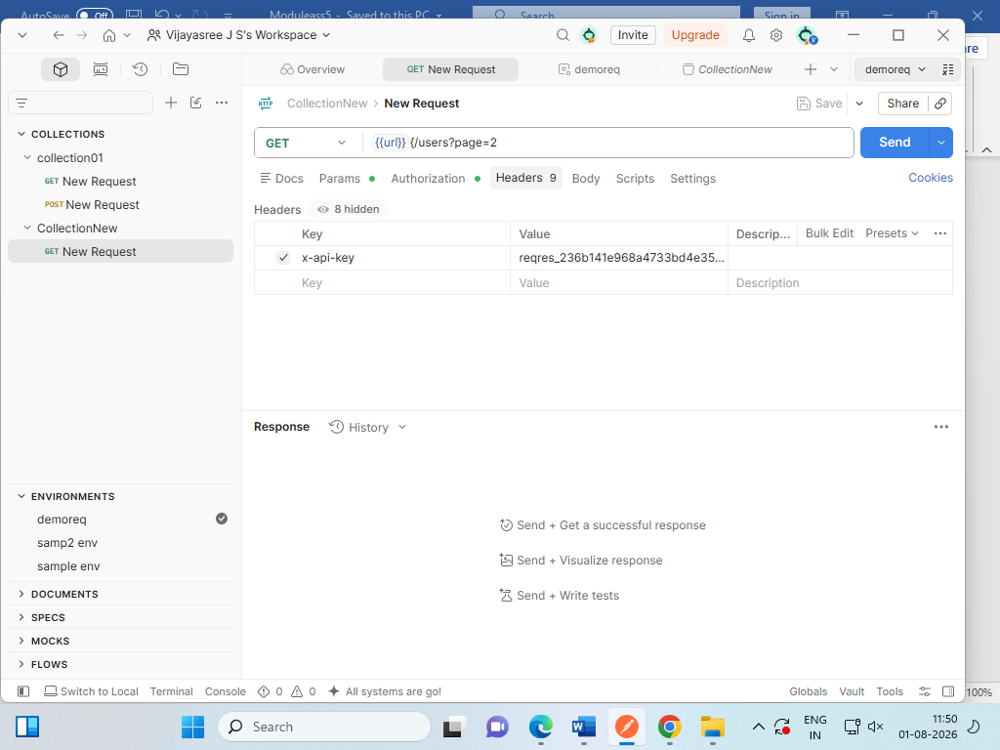 AutoSave Off Moduleass5 - Saved to this PC Search Sign in
Vijayasree J S's Workspace Invite Upgrade
Overview GET New Request demoreq CollectionNew demoreq
CollectionNew > New Request Save Share
COLLECTIONS
collection01
GET New Request
POST New Request
CollectionNew
GET New Request
GET {{url}} {/users?page=2 Send
Docs Params Authorization Headers 9 Body Scripts Settings Cookies
Headers 8 hidden
Key Value Descrip... Bulk Edit Presets
x-api-key reqres_236b141e968a4733bd4e35...
Key Value Description
Response History
Send + Get a successful response
Send + Visualize response
Send + Write tests
ENVIRONMENTS
demoreq
samp2 env
sample env
DOCUMENTS
SPECS
MOCKS
FLOWS
Switch to Local Terminal Console 0 0 All systems are go! Globals Vault Tools
100%
Search ENG IN 11:50 01-08-2026